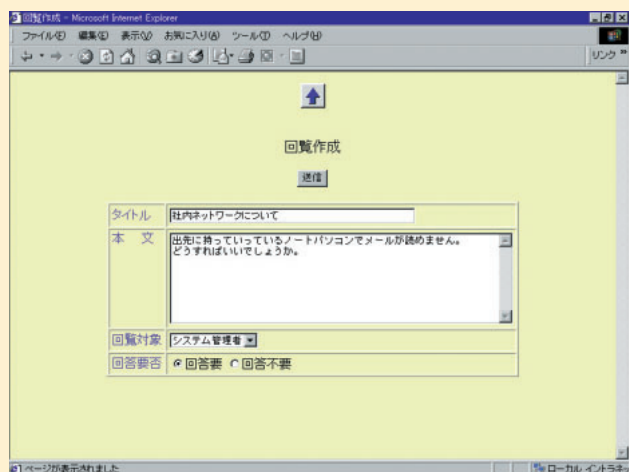 回覧作成 - Microsoft Internet Explorer
ファイル(F) 編集(E) 表示(V) お気に入り(A) ツール(T) ヘルプ(H)
リンク »
回覧作成
送信
タイトル 社内ネットワークについて
本 文 出先に持っていっているノートパソコンでメールが読めません。
どうすればいいでしょうか。
回覧対象 システム管理者
回答要否 回答要 回答不要
ページが表示されました ローカル イントラネッ